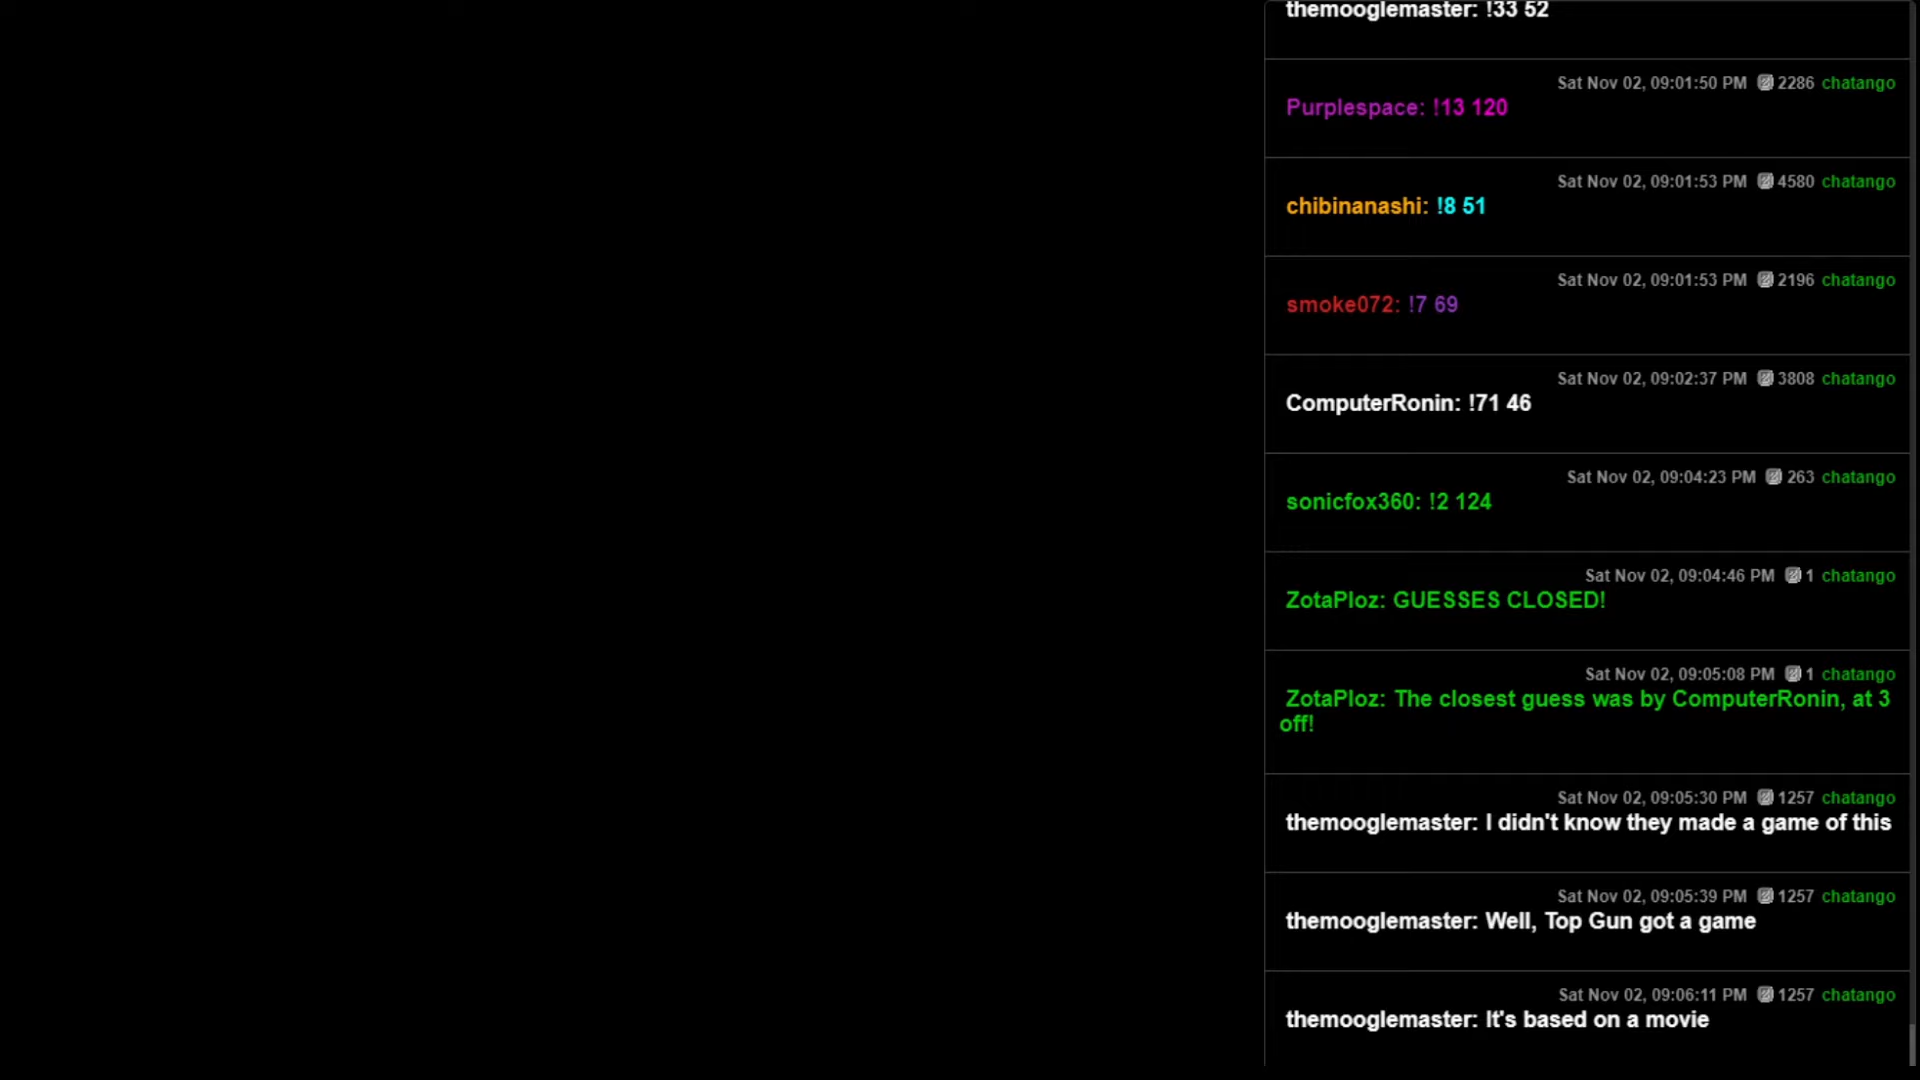 themooglemaster: !33 52
Sat Nov 02, 09:01:50 PM 2286 chatango
Purplespace: !13 120
Sat Nov 02, 09:01:53 PM 4580 chatango
chibinanashi: !8 51
Sat Nov 02, 09:01:53 PM 2196 chatango
smoke072: !7 69
Sat Nov 02, 09:02:37 PM 3808 chatango
ComputerRonin: !71 46
Sat Nov 02, 09:04:23 PM 263 chatango
sonicfox360: !2 124
Sat Nov 02, 09:04:46 PM 1 chatango
ZotaPloz: GUESSES CLOSED!
Sat Nov 02, 09:05:08 PM 1 chatango
ZotaPloz: The closest guess was by ComputerRonin, at 3
off!
Sat Nov 02, 09:05:30 PM 1257 chatango
themooglemaster: I didn't know they made a game of this
Sat Nov 02, 09:05:39 PM 1257 chatango
themooglemaster: Well, Top Gun got a game
Sat Nov 02, 09:06:11 PM 1257 chatango
themooglemaster: It's based on a movie